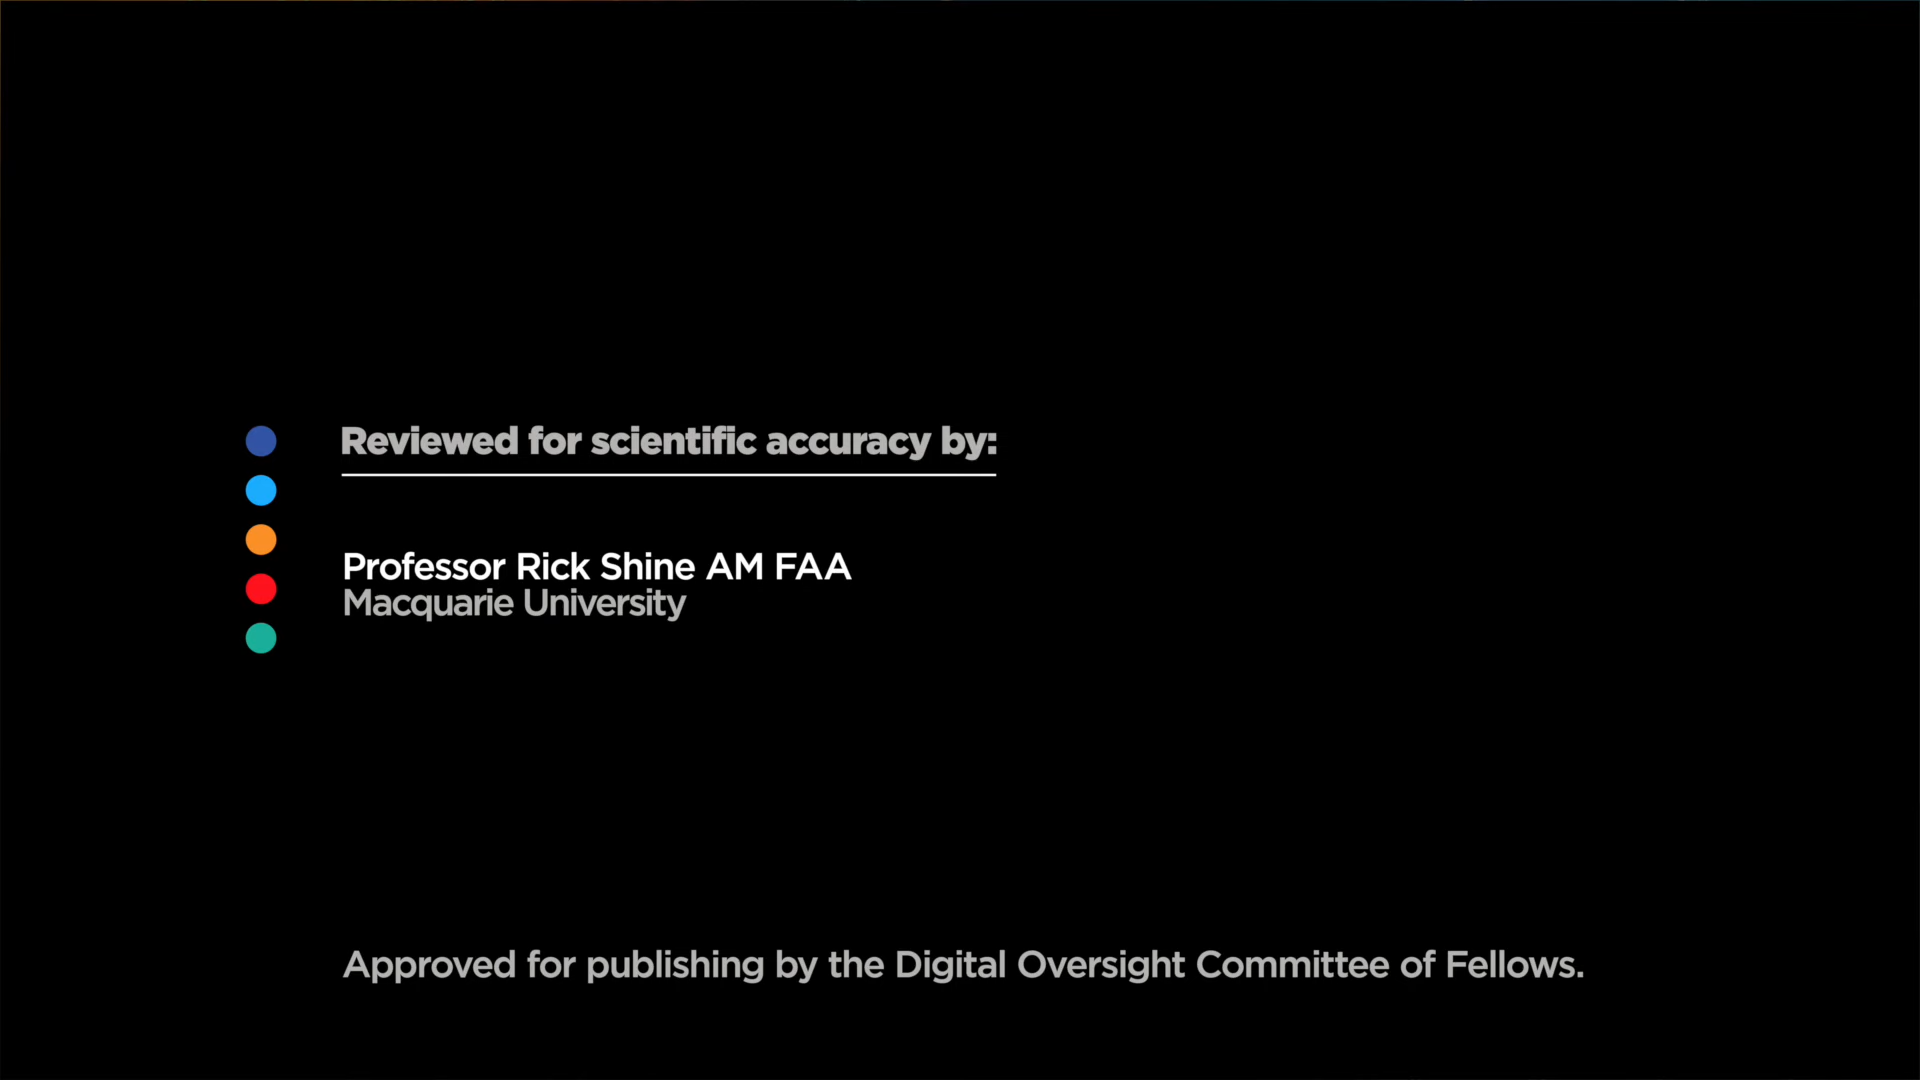 Reviewed for scientific accuracy by:
Professor Rick Shine AM FAA
Macquarie University
Approved for publishing by the Digital Oversight Committee of Fellows.